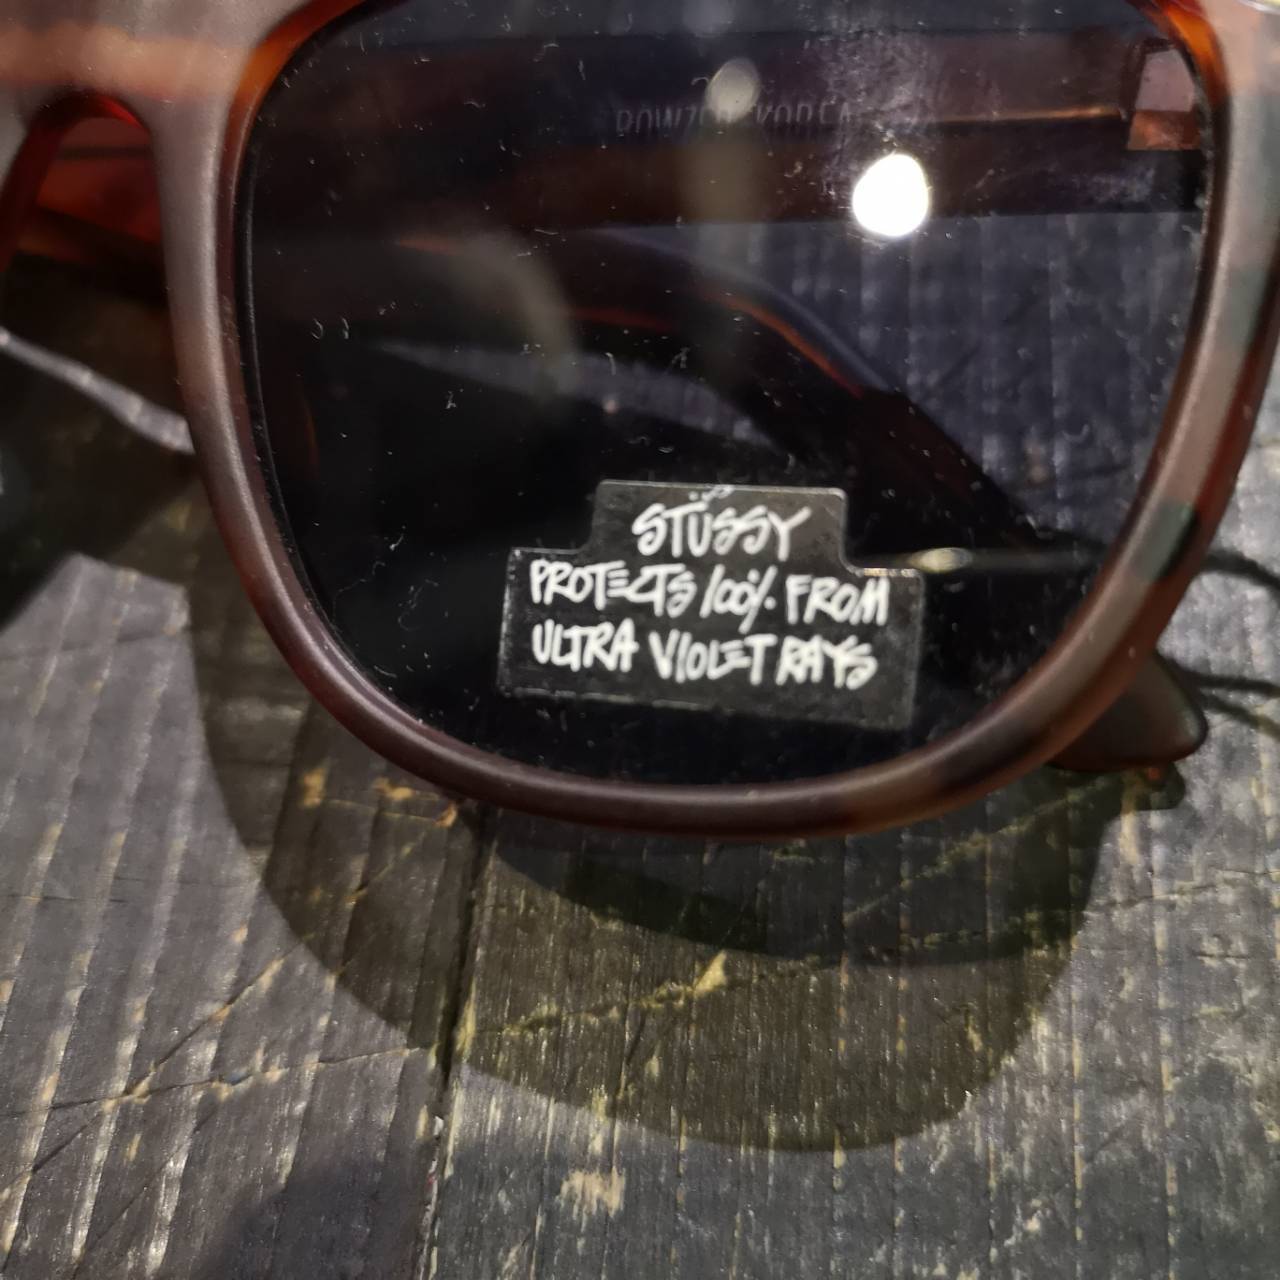 STÜSSY
PROTECTS 100% FROM
ULTRA VIOLET RAYS